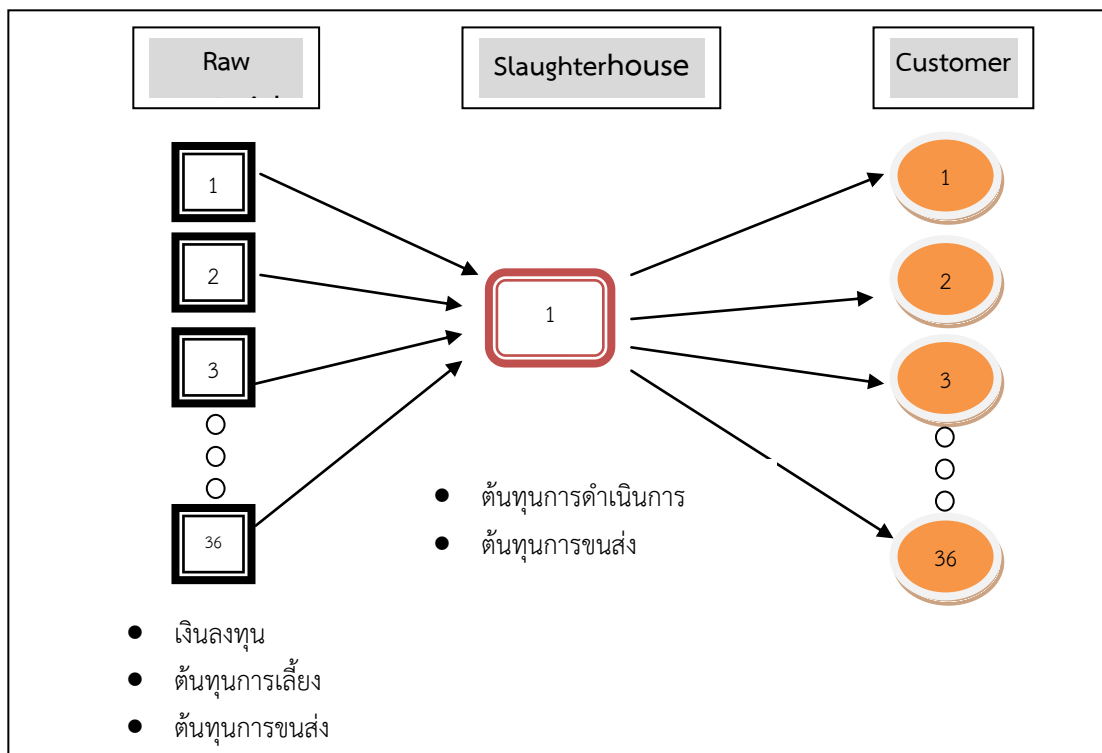 Raw
Slaughterhouse
Customer
1
2
3
36
1
1
2
3
36
● ต้นทุนการดำเนินการ
● ต้นทุนการขนส่ง
● เงินลงทุน
● ต้นทุนการเลี้ยง
● ต้นทุนการขนส่ง